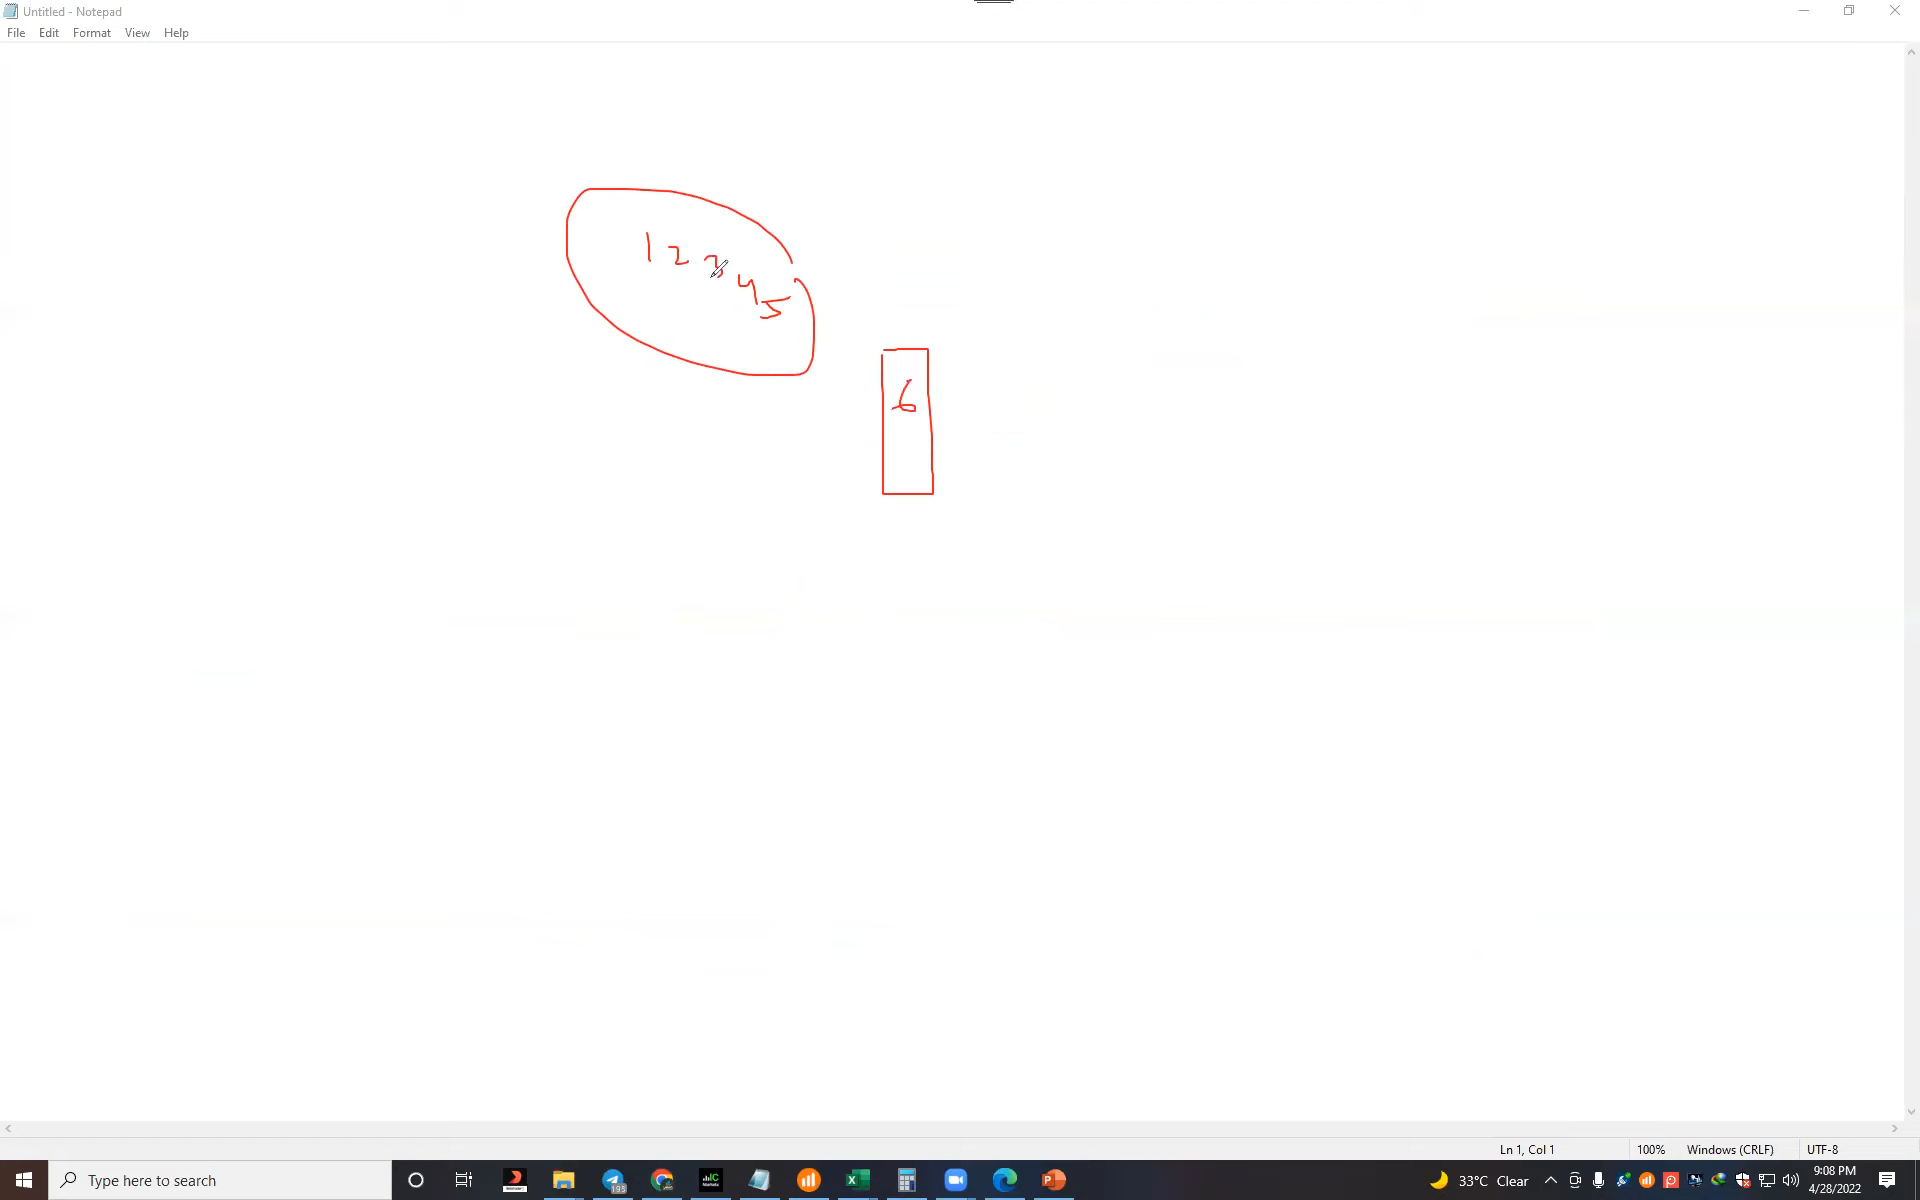 Untitled - Notepad
File Edit Format View Help
1 2 3 4 5
6
Ln 1, Col 1 100% Windows (CRLF) UTF-8
Type here to search
195
33°C Clear
9:08 PM
4/28/2022